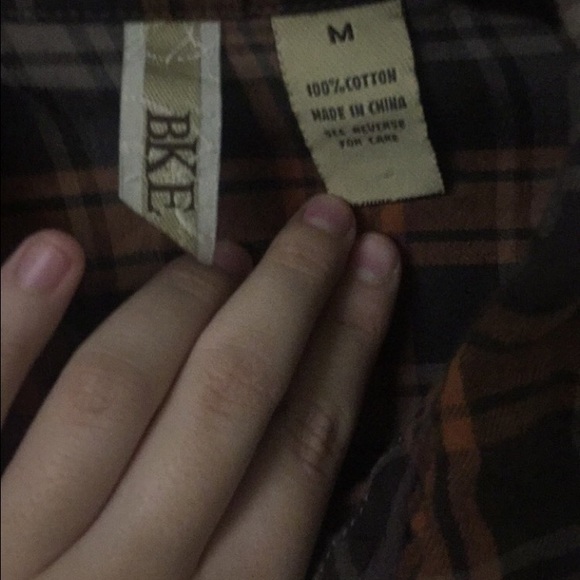 BKE
M
100% COTTON
MADE IN CHINA
SEE REVERSE
FOR CARE